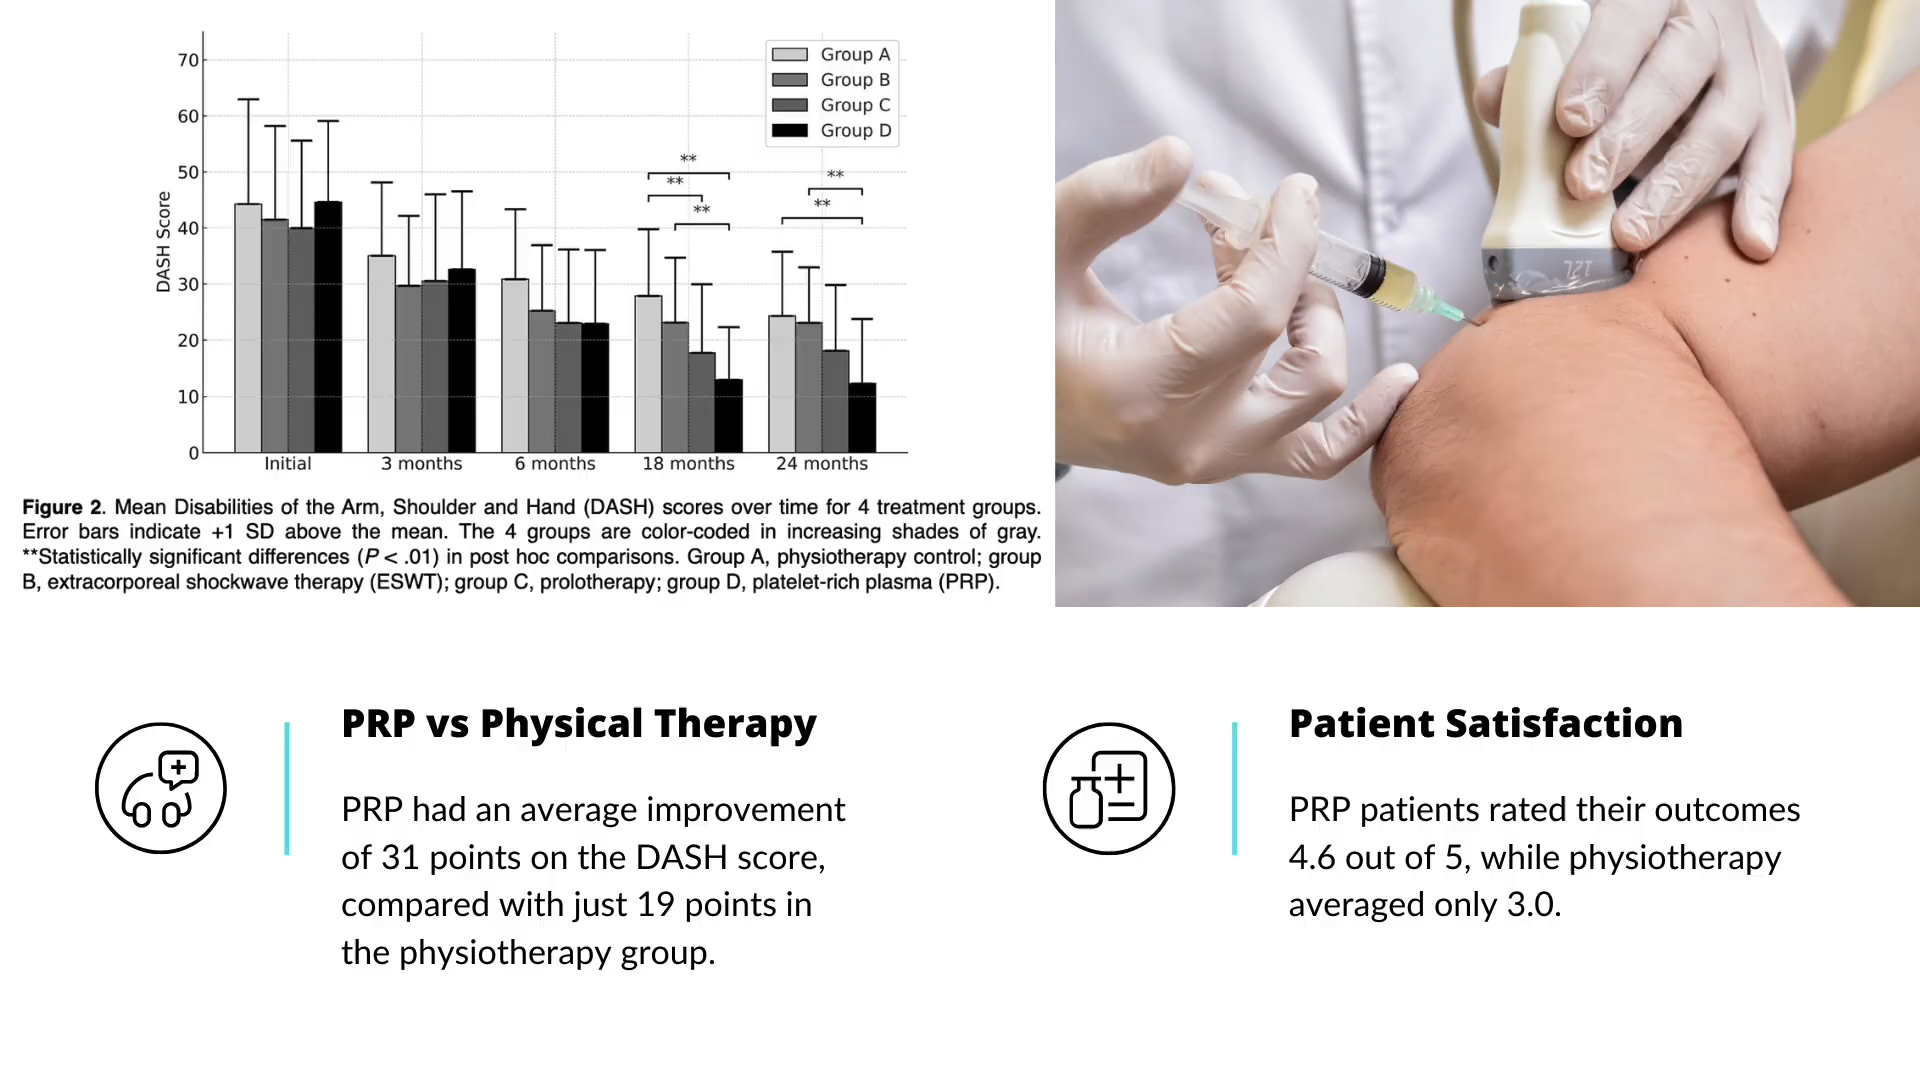 70
60
50
40
30
20
10
0
DASH Score
Group A
Group B
Group C
Group D
**
**
**
**
**
Initial
3 months
6 months
18 months
24 months
Figure 2. Mean Disabilities of the Arm, Shoulder and Hand (DASH) scores over time for 4 treatment groups.
Error bars indicate +1 SD above the mean. The 4 groups are color-coded in increasing shades of gray.
**Statistically significant differences (P < .01) in post hoc comparisons. Group A, physiotherapy control; group
B, extracorporeal shockwave therapy (ESWT); group C, prolotherapy; group D, platelet-rich plasma (PRP).
PRP vs Physical Therapy
PRP had an average improvement
of 31 points on the DASH score,
compared with just 19 points in
the physiotherapy group.
Patient Satisfaction
PRP patients rated their outcomes
4.6 out of 5, while physiotherapy
averaged only 3.0.